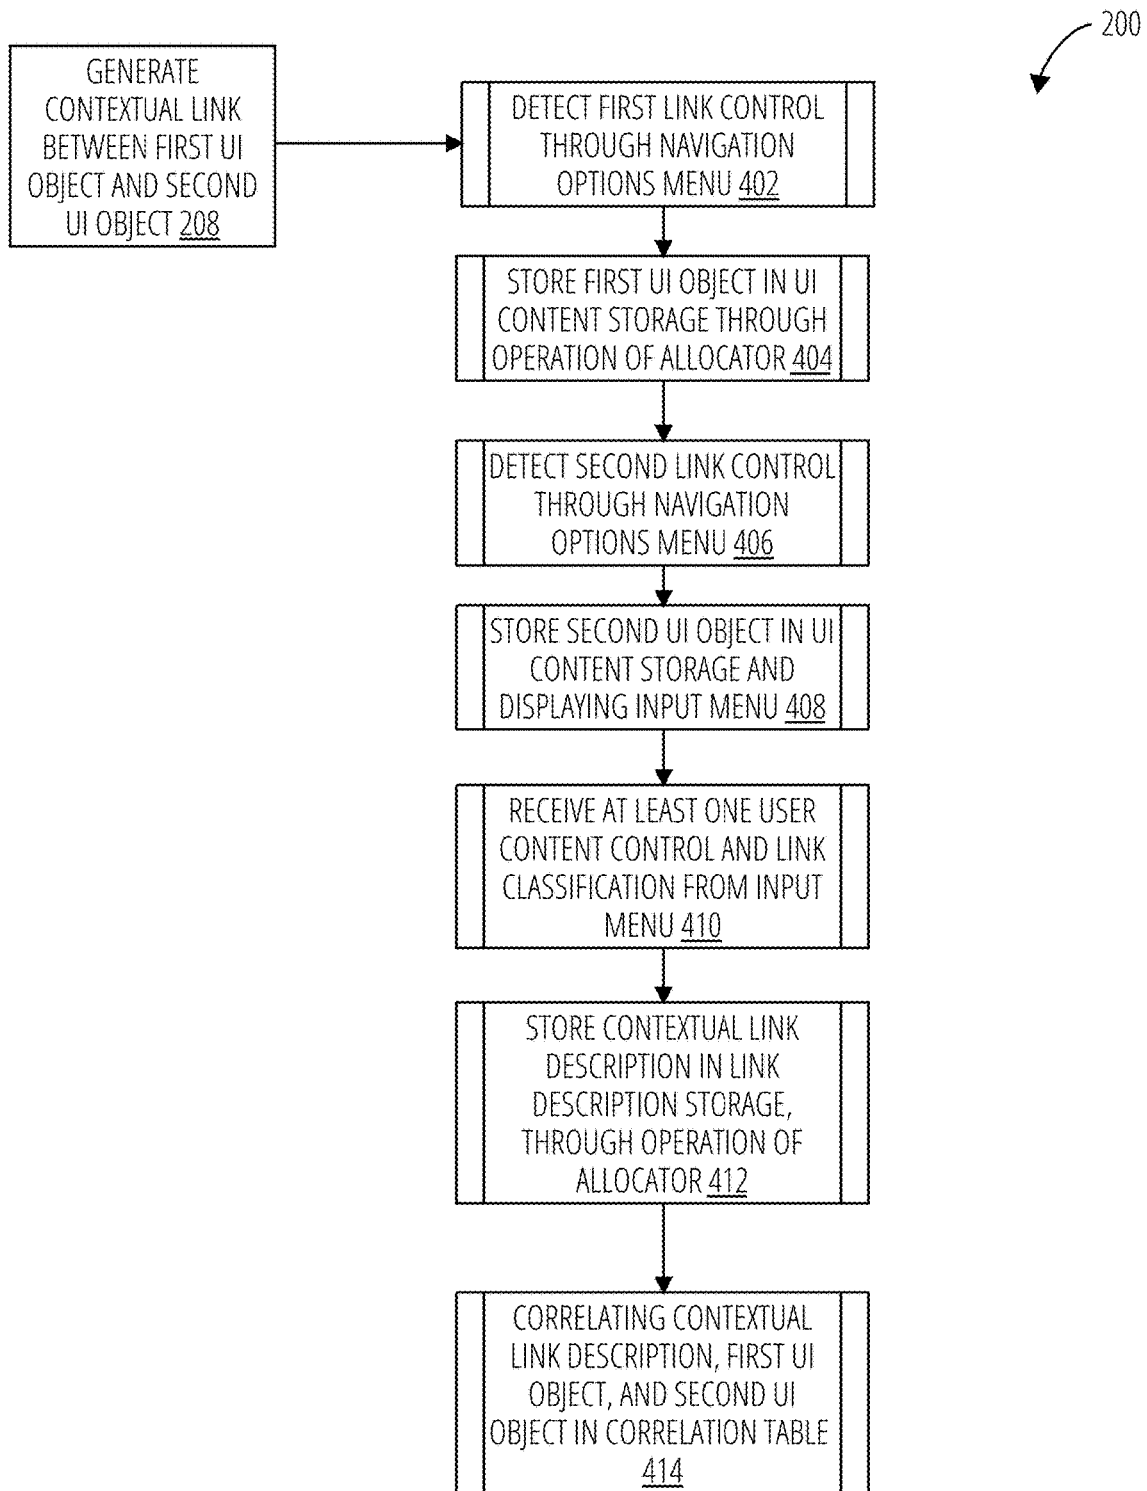 200
GENERATE
CONTEXTUAL LINK
BETWEEN FIRST UI
OBJECT AND SECOND
UI OBJECT 208
DETECT FIRST LINK CONTROL
THROUGH NAVIGATION
OPTIONS MENU 402
STORE FIRST UI OBJECT IN UI
CONTENT STORAGE THROUGH
OPERATION OF ALLOCATOR 404
DETECT SECOND LINK CONTROL
THROUGH NAVIGATION
OPTIONS MENU 406
STORE SECOND UI OBJECT IN UI
CONTENT STORAGE AND
DISPLAYING INPUT MENU 408
RECEIVE AT LEAST ONE USER
CONTENT CONTROL AND LINK
CLASSIFICATION FROM INPUT
MENU 410
STORE CONTEXTUAL LINK
DESCRIPTION IN LINK
DESCRIPTION STORAGE,
THROUGH OPERATION OF
ALLOCATOR 412
CORRELATING CONTEXTUAL
LINK DESCRIPTION, FIRST UI
OBJECT, AND SECOND UI
OBJECT IN CORRELATION TABLE
414